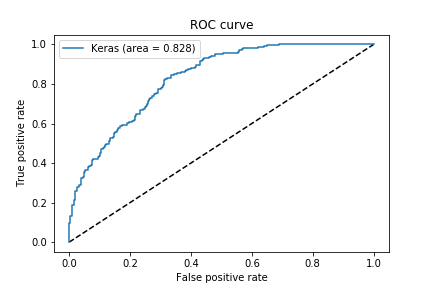 ROC curve
Keras (area = 0.828)
True positive rate
1.0
0.8
0.6
0.4
0.2
0.0
0.0 0.2 0.4 0.6 0.8 1.0
False positive rate